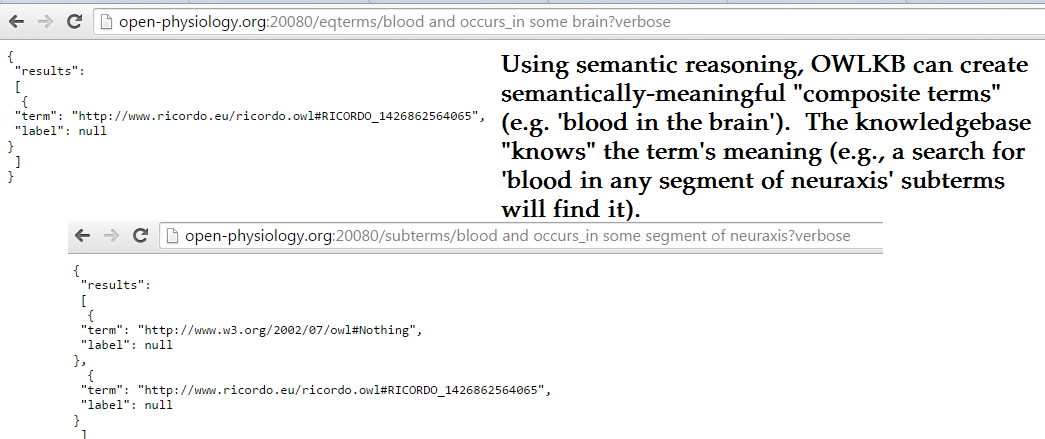 open-physiology.org:20080/eqterms/blood and occurs_in some brain?verbose
{
"results":
[
{
"term": "http://www.ricordo.eu/ricordo.owl#RICORDO_1426862564065",
"label": null
}
]
}
Using semantic reasoning, OWLKB can create
semantically-meaningful "composite terms"
(e.g. 'blood in the brain'). The knowledgebase
"knows" the term's meaning (e.g., a search for
'blood in any segment of neuraxis' subterms
will find it).
open-physiology.org:20080/subterms/blood and occurs_in some segment of neuraxis?verbose
{
"results":
[
{
"term": "http://www.w3.org/2002/07/owl#Nothing",
"label": null
},
{
"term": "http://www.ricordo.eu/ricordo.owl#RICORDO_1426862564065",
"label": null
}
]